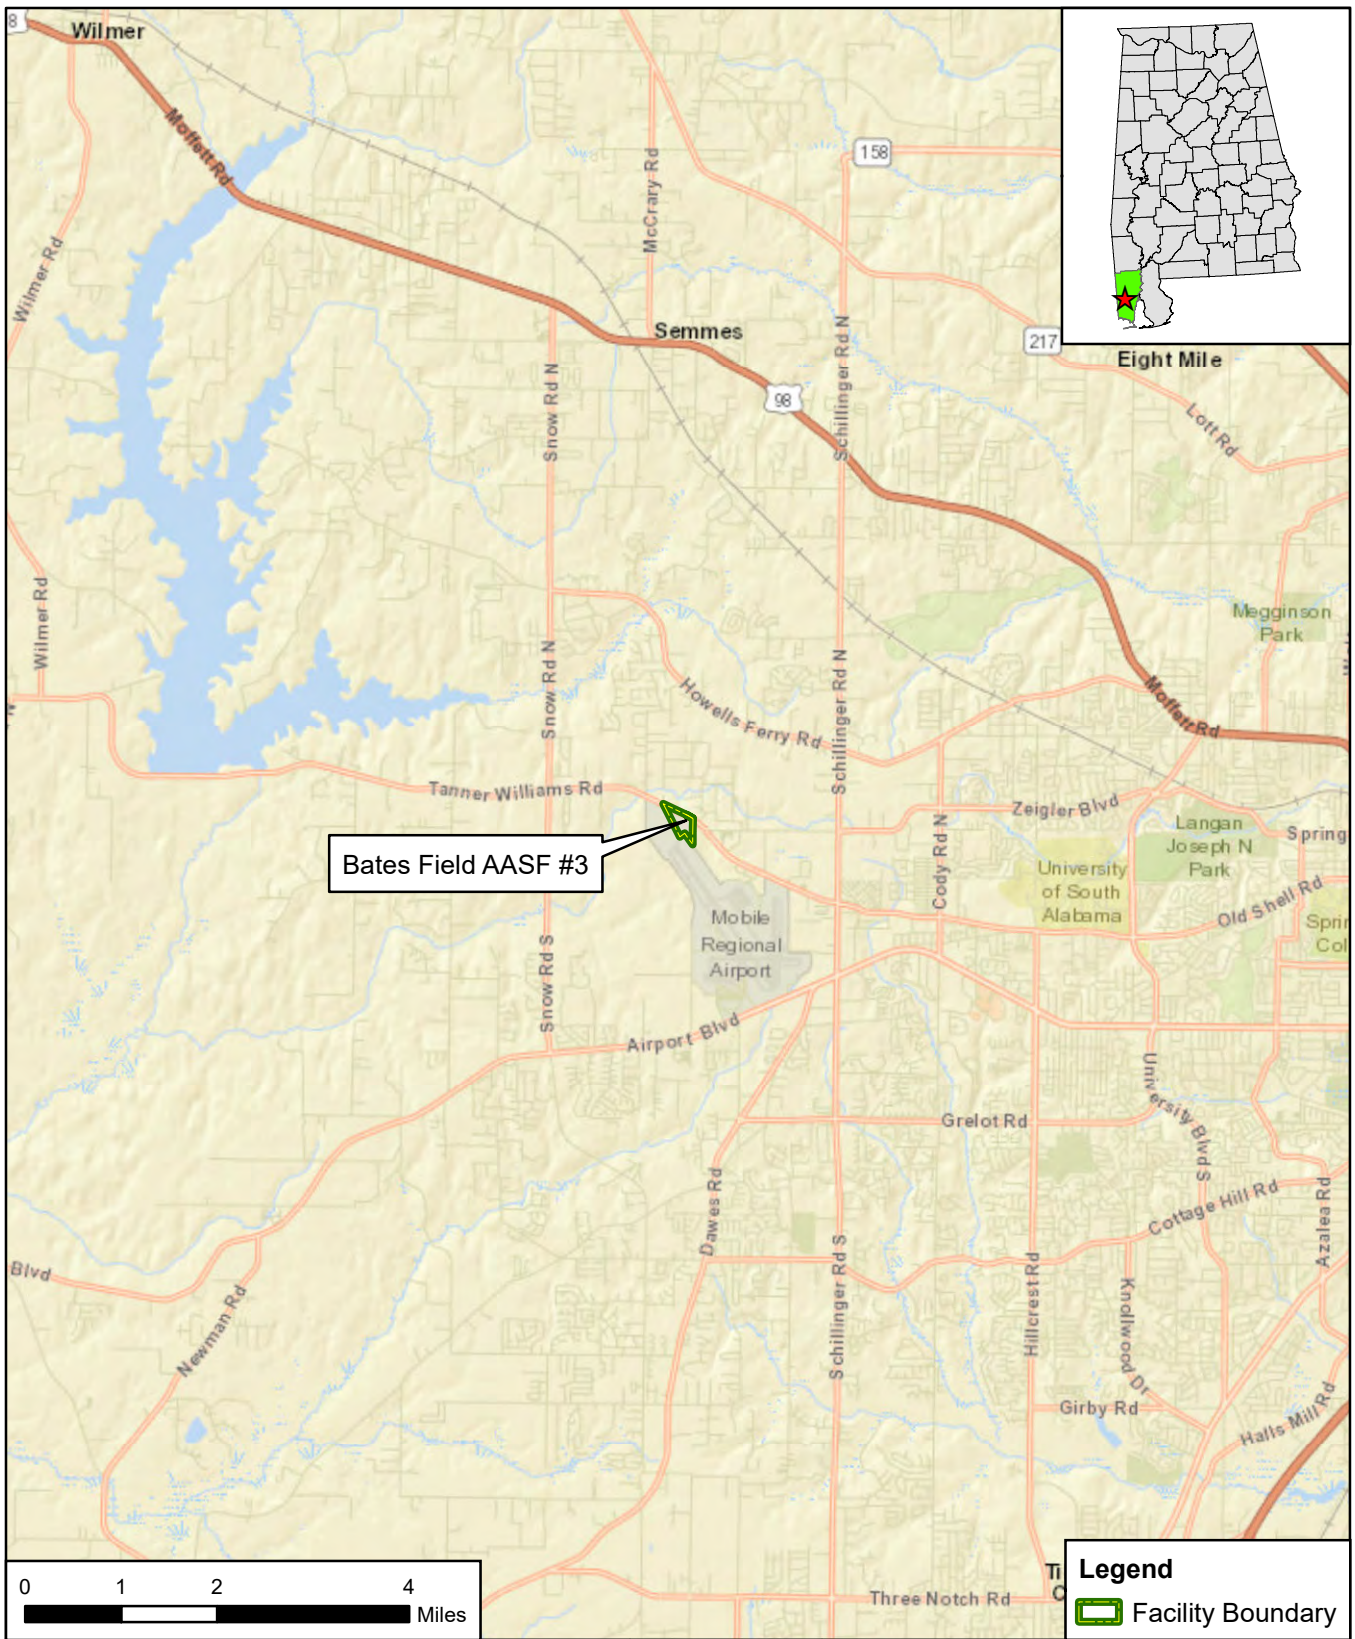 8
Wilmer
Moffett Rd
158
McCrary Rd
Wilmer Rd
Semmes
217
Eight Mile
98
Schillinger Rd N
Snow Rd N
Lott Rd
Wilmer Rd
Megginson
Park
Snow Rd N
Schillinger Rd N
Howells Ferry Rd
Moffett Rd
Tanner Williams Rd
Zeigler Blvd
Langan
Joseph N
Park
Spring
Bates Field AASF #3
Cody Rd N
University
of South
Alabama
Old Shell Rd
Mobile
Regional
Airport
Sprin
Col
Snow Rd S
Airport Blvd
University Blvd S
Grelot Rd
Dawes Rd
Cottage Hill Rd
Azalea Rd
Blvd
Schillinger Rd S
Hillcrest Rd
Knollwood Dr
Newman Rd
Girby Rd
Halls Mill Rd
Three Notch Rd
Ti
C
0 1 2 4
Miles
Legend
Facility Boundary